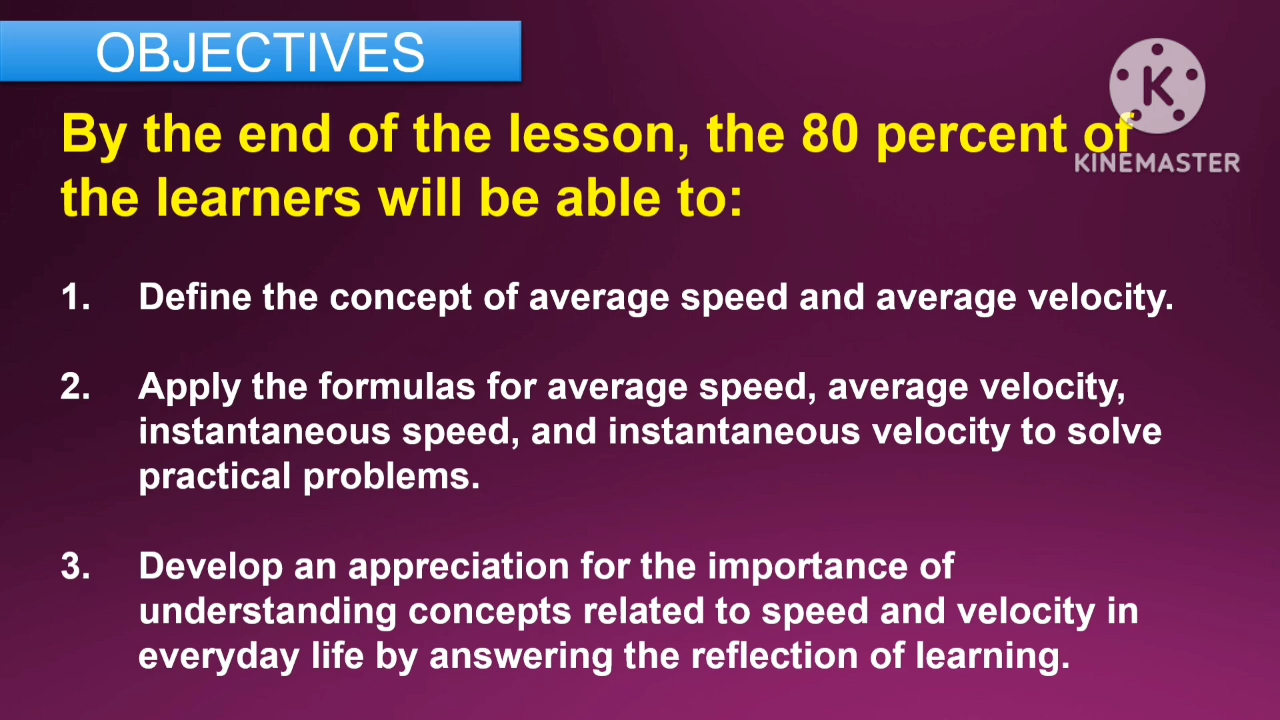 OBJECTIVES
K
KINEMASTER
By the end of the lesson, the 80 percent of
the learners will be able to:
1. Define the concept of average speed and average velocity.
2. Apply the formulas for average speed, average velocity,
instantaneous speed, and instantaneous velocity to solve
practical problems.
3. Develop an appreciation for the importance of
understanding concepts related to speed and velocity in
everyday life by answering the reflection of learning.